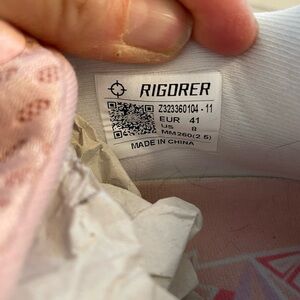 RIGORER
Z323360104 - 11
EUR 41
US 8
MM260(2.5)
MADE IN CHINA